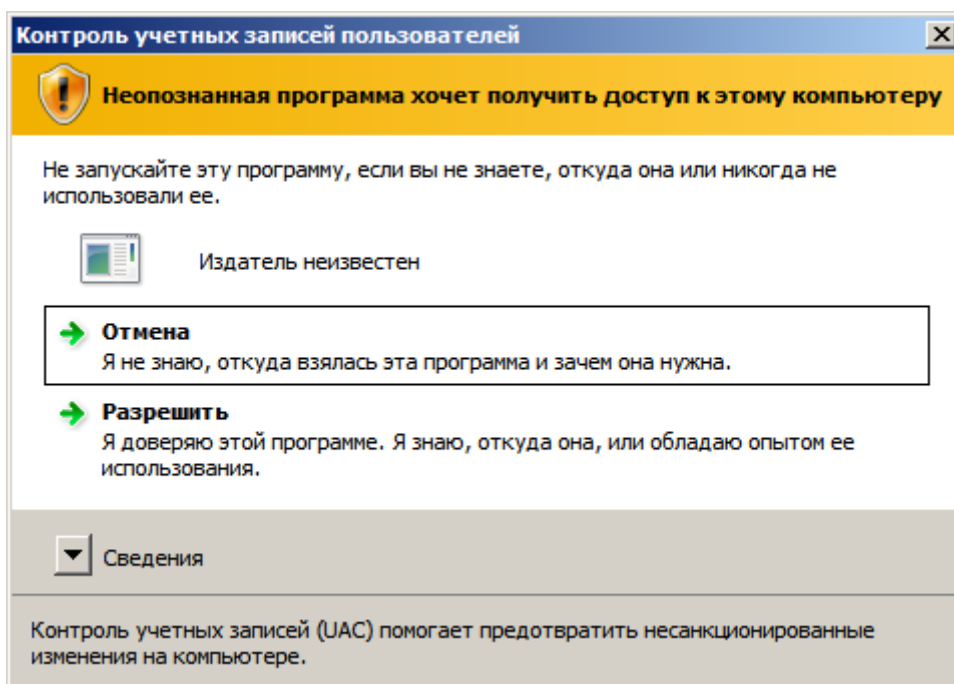 Контроль учетных записей пользователей
Неопознанная программа хочет получить доступ к этому компьютеру
Не запускайте эту программу, если вы не знаете, откуда она или никогда не
использовали ее.
Издатель неизвестен
Отмена
Я не знаю, откуда взялась эта программа и зачем она нужна.
Разрешить
Я доверяю этой программе. Я знаю, откуда она, или обладаю опытом ее
использования.
Сведения
Контроль учетных записей (UAC) помогает предотвратить несанкционированные
изменения на компьютере.